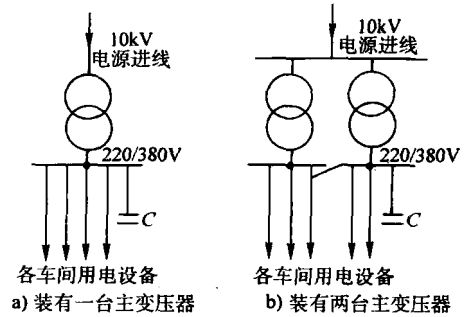 10kV
电源进线
220/380V
C
各车间用电设备
a) 装有一台主变压器
10kV
电源进线
220/380V
C
各车间用电设备
b) 装有两台主变压器